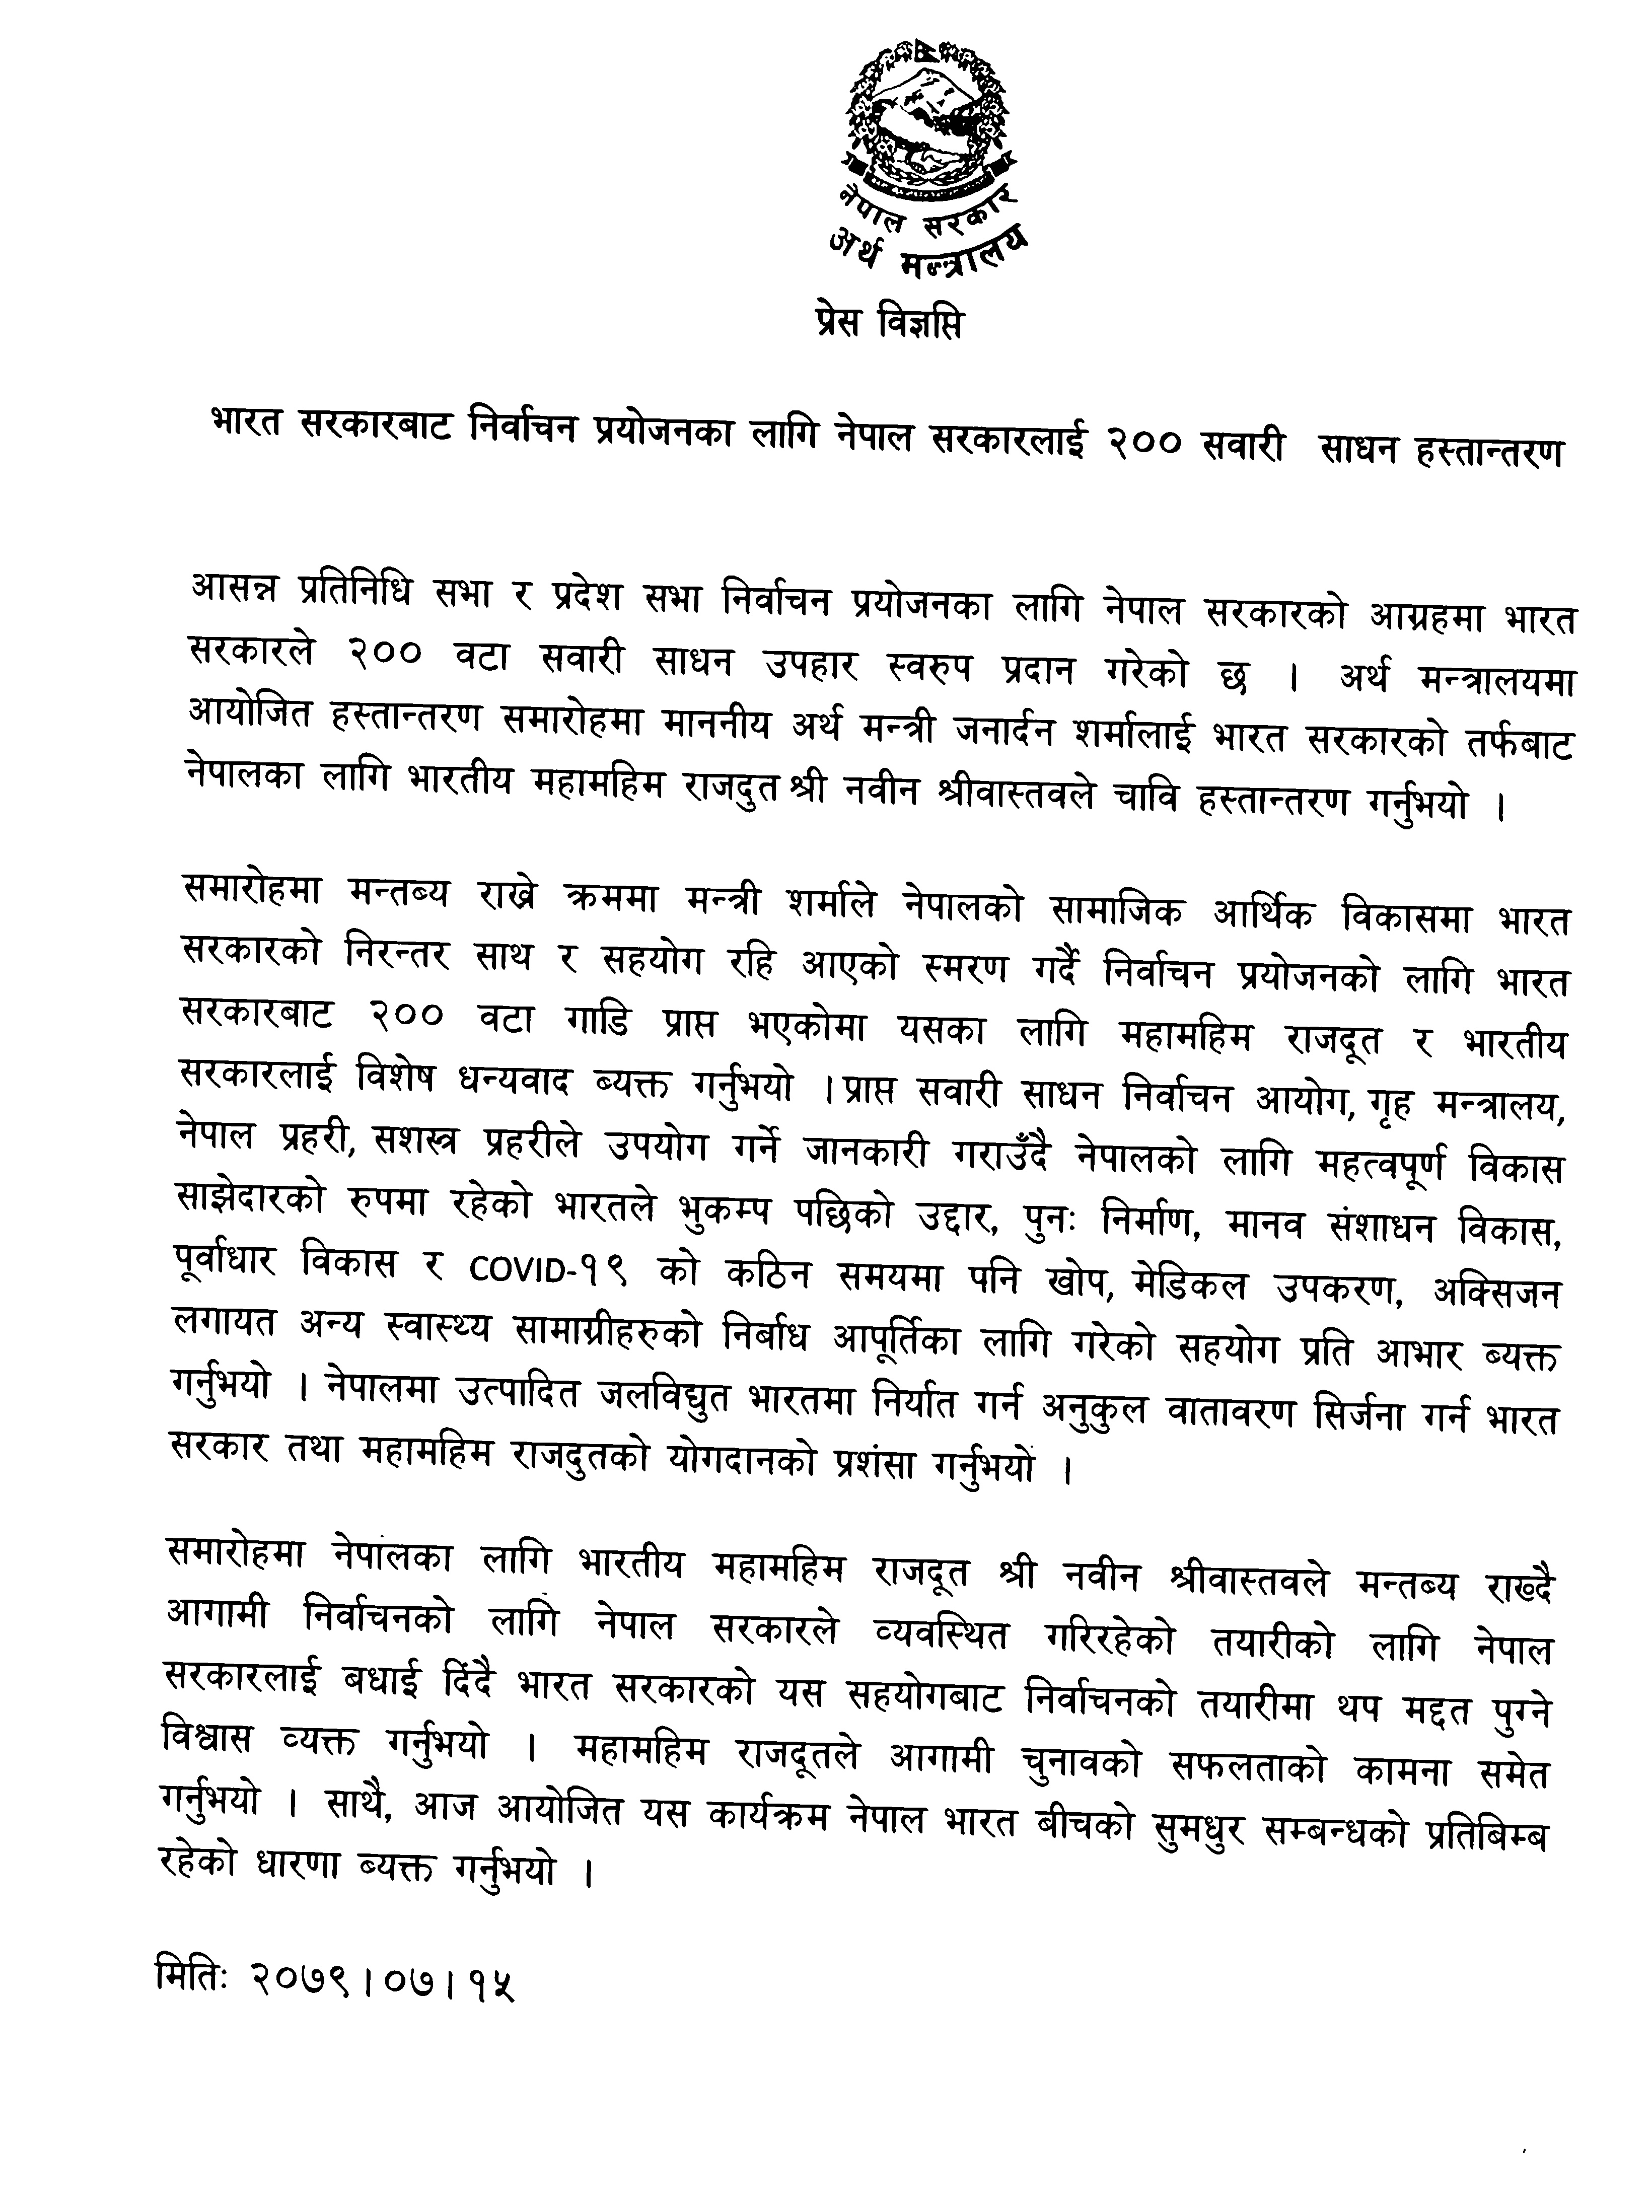 नेपाल सरकार
अर्थ मन्त्रालय
प्रेस विज्ञप्ति
भारत सरकारबाट निर्वाचन प्रयोजनका लागि नेपाल सरकारलाई २०० सवारी साधन हस्तान्तरण
आसन्न प्रतिनिधि सभा र प्रदेश सभा निर्वाचन प्रयोजनका लागि नेपाल सरकारको आग्रहमा भारत
सरकारले २०० वटा सवारी साधन उपहार स्वरुप प्रदान गरेको छ । अर्थ मन्त्रालयमा
आयोजित हस्तान्तरण समारोहमा माननीय अर्थ मन्त्री जनार्दन शर्मालाई भारत सरकारको तर्फबाट
नेपालका लागि भारतीय महामहिम राजदुत श्री नवीन श्रीवास्तवले चावि हस्तान्तरण गर्नुभयो ।
समारोहमा मन्तब्य राख्ने क्रममा मन्त्री शर्माले नेपालको सामाजिक आर्थिक विकासमा भारत
सरकारको निरन्तर साथ र सहयोग रहि आएको स्मरण गर्दै निर्वाचन प्रयोजनको लागि भारत
सरकारबाट २०० वटा गाडि प्राप्त भएकोमा यसका लागि महामहिम राजदूत र भारतीय
सरकारलाई विशेष धन्यवाद ब्यक्त गर्नुभयो । प्राप्त सवारी साधन निर्वाचन आयोग, गृह मन्त्रालय,
नेपाल प्रहरी, सशस्त्र प्रहरीले उपयोग गर्ने जानकारी गराउँदै नेपालको लागि महत्वपूर्ण विकास
साझेदारको रुपमा रहेको भारतले भुकम्प पछिको उद्दार, पुनः निर्माण, मानव संशाधन विकास,
पूर्वाधार विकास र COVID-१९ को कठिन समयमा पनि खोप, मेडिकल उपकरण, अक्सिजन
लगायत अन्य स्वास्थ्य सामाग्रीहरुको निर्बाध आपूर्तिका लागि गरेको सहयोग प्रति आभार ब्यक्त
गर्नुभयो । नेपालमा उत्पादित जलविद्युत भारतमा निर्यात गर्न अनुकुल वातावरण सिर्जना गर्न भारत
सरकार तथा महामहिम राजदुतको योगदानको प्रशंसा गर्नुभयो ।
समारोहमा नेपालका लागि भारतीय महामहिम राजदूत श्री नवीन श्रीवास्तवले मन्तब्य राख्दै
आगामी निर्वाचनको लागि नेपाल सरकारले व्यवस्थित गरिरहेको तयारीको लागि नेपाल
सरकारलाई बधाई दिंदै भारत सरकारको यस सहयोगबाट निर्वाचनको तयारीमा थप मद्दत पुग्ने
विश्वास व्यक्त गर्नुभयो । महामहिम राजदूतले आगामी चुनावको सफलताको कामना समेत
गर्नुभयो । साथै, आज आयोजित यस कार्यक्रम नेपाल भारत बीचको सुमधुर सम्बन्धको प्रतिबिम्ब
रहेको धारणा ब्यक्त गर्नुभयो ।
मितिः २०७९।०७।१५